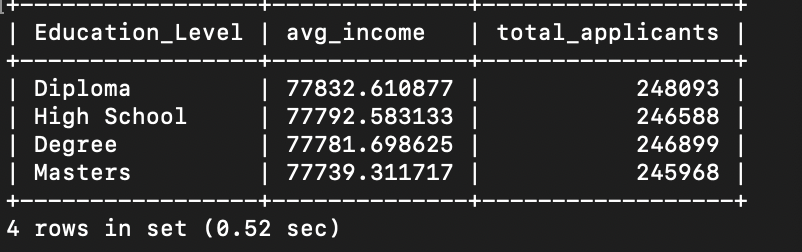 +-----------------+--------------+------------------+
| Education_Level | avg_income   | total_applicants |
+-----------------+--------------+------------------+
| Diploma         | 77832.610877 |           248093 |
| High School     | 77792.583133 |           246588 |
| Degree          | 77781.698625 |           246899 |
| Masters         | 77739.311717 |           245968 |
+-----------------+--------------+------------------+
4 rows in set (0.52 sec)